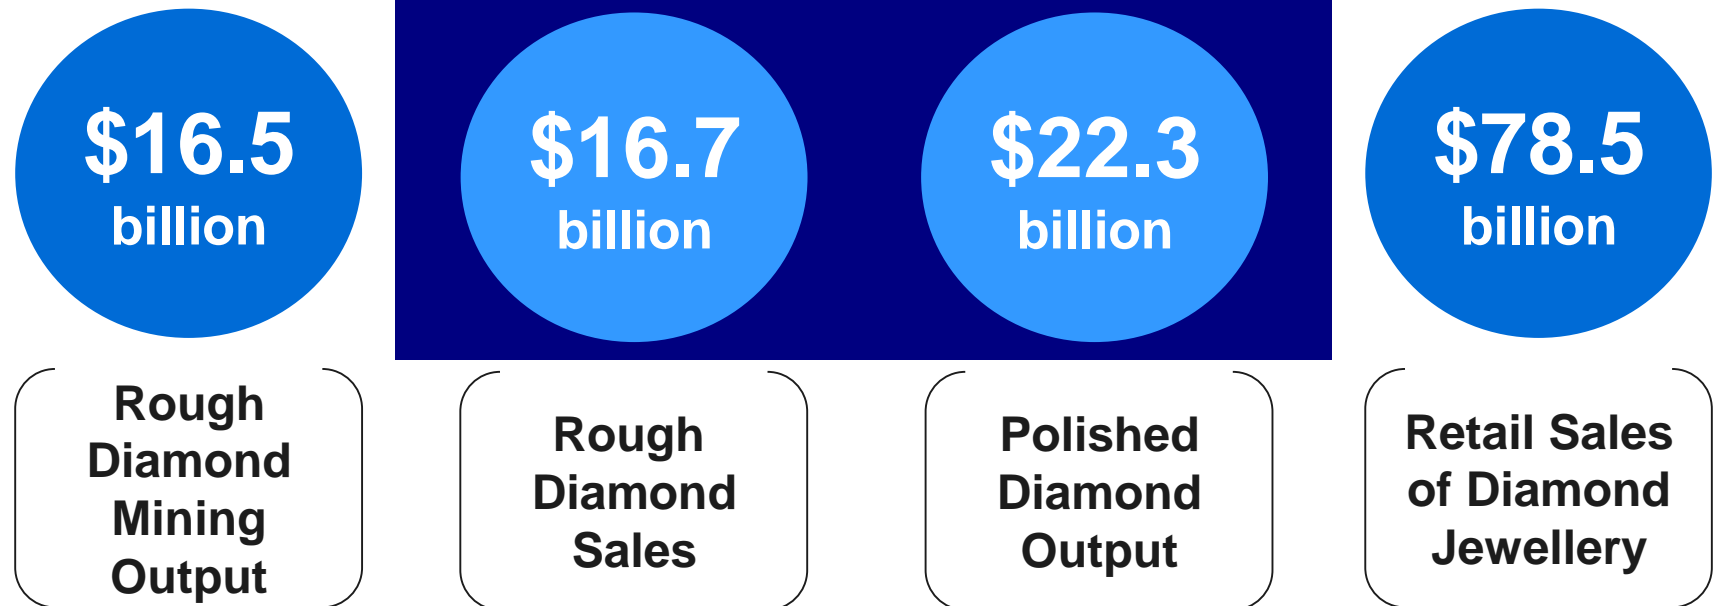 $16.5
billion
$16.7
billion
$22.3
billion
$78.5
billion
Rough
Diamond
Mining
Output
Rough
Diamond
Sales
Polished
Diamond
Output
Retail Sales
of Diamond
Jewellery